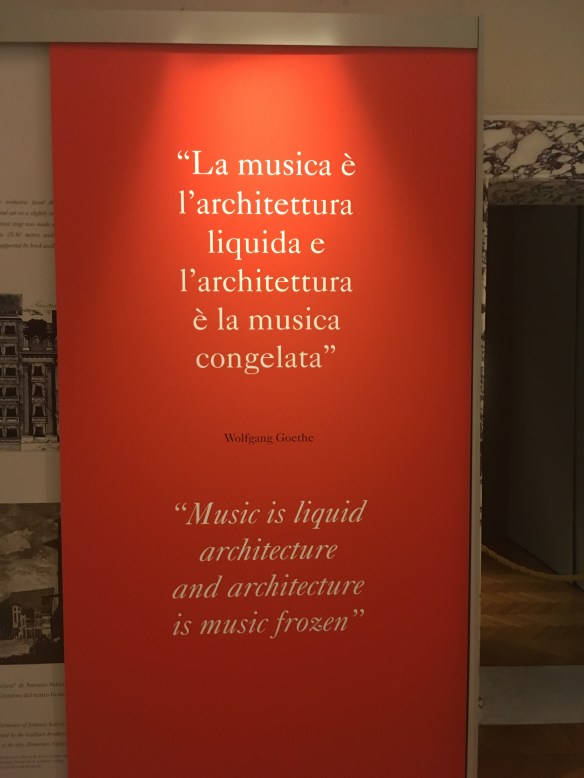 “La musica è
l’architettura
liquida e
l’architettura
è la musica
congelata”
Wolfgang Goethe
“Music is liquid
architecture
and architecture
is music frozen”